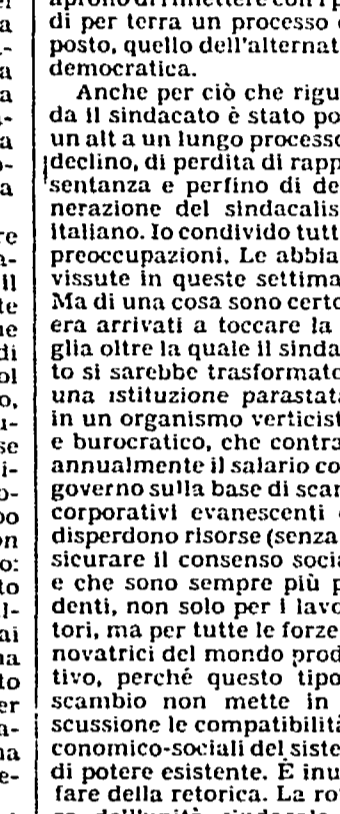 di per terra un processo
posto, quello dell'alternat
democratica.
Anche per ciò che rigu
da il sindacato è stato po
un alt a un lungo processo
declino, di perdita di rapp
sentanza e perfino di de
nerazione del sindacalis
italiano. Io condivido tutt
preoccupazioni. Le abbia
vissute in queste settima
Ma di una cosa sono certo
era arrivati a toccare la
glia oltre la quale il sinda
to si sarebbe trasformato
una istituzione parastata
in un organismo verticist
e burocratico, che contra
annualmente il salario co
governo sulla base di scam
corporativi evanescenti
disperdono risorse (senza
sicurare il consenso socia
e che sono sempre più p
denti, non solo per i lavo
tori, ma per tutte le forze
novatrici del mondo prod
tivo, perché questo tipo
scambio non mette in
scussione le compatibilità
conomico-sociali del siste
di potere esistente. È inu
fare della retorica. La ro